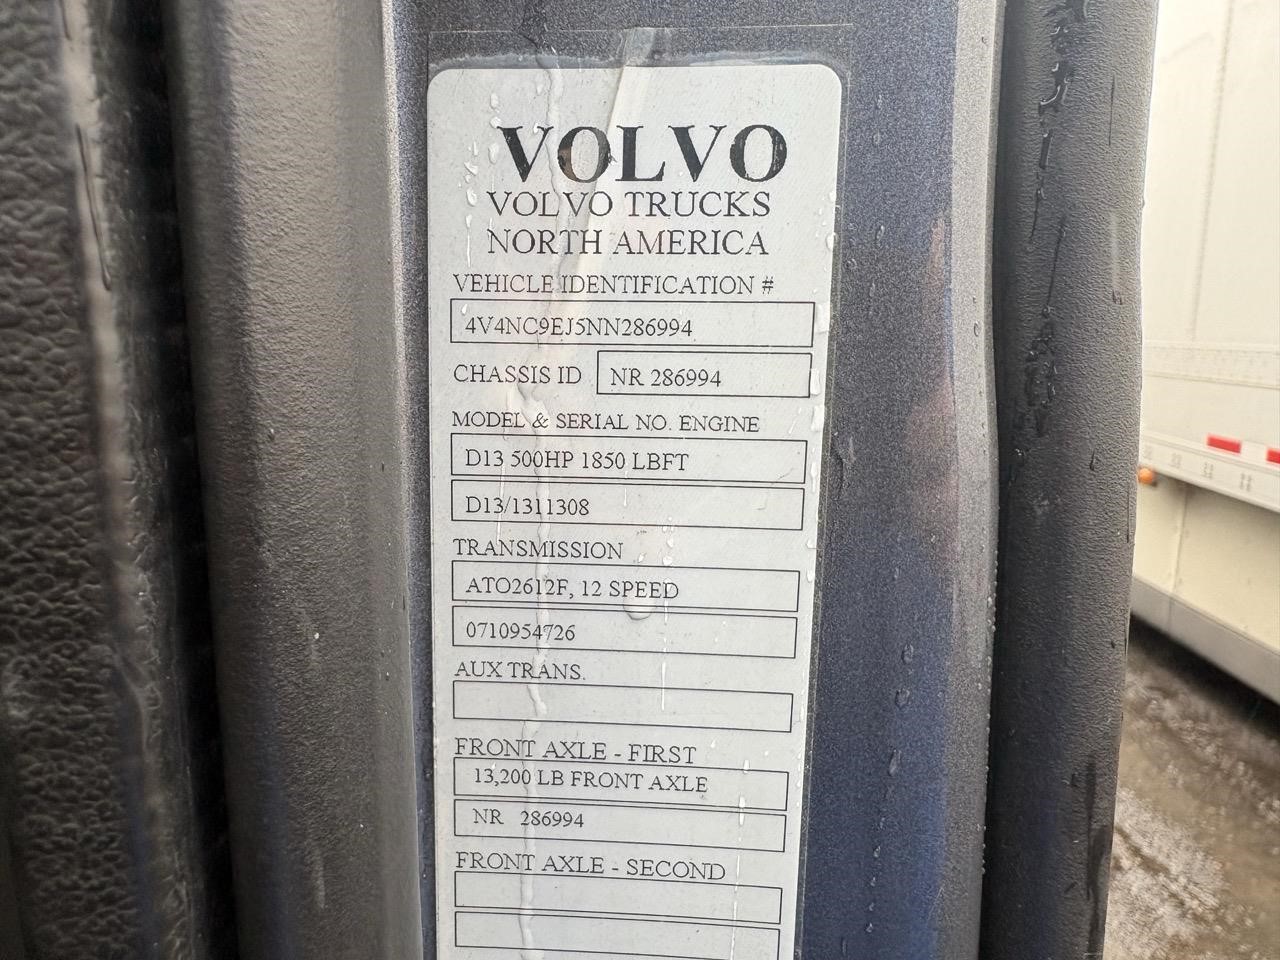 VOLVO
VOLVO TRUCKS
NORTH AMERICA
VEHICLE IDENTIFICATION #
4V4NC9EJ5NN286994
CHASSIS ID NR 286994
MODEL & SERIAL NO. ENGINE
D13 500HP 1850 LBFT
D13/1311308
TRANSMISSION
ATO2612F, 12 SPEED
0710954726
AUX TRANS.
FRONT AXLE - FIRST
13,200 LB FRONT AXLE
NR 286994
FRONT AXLE - SECOND